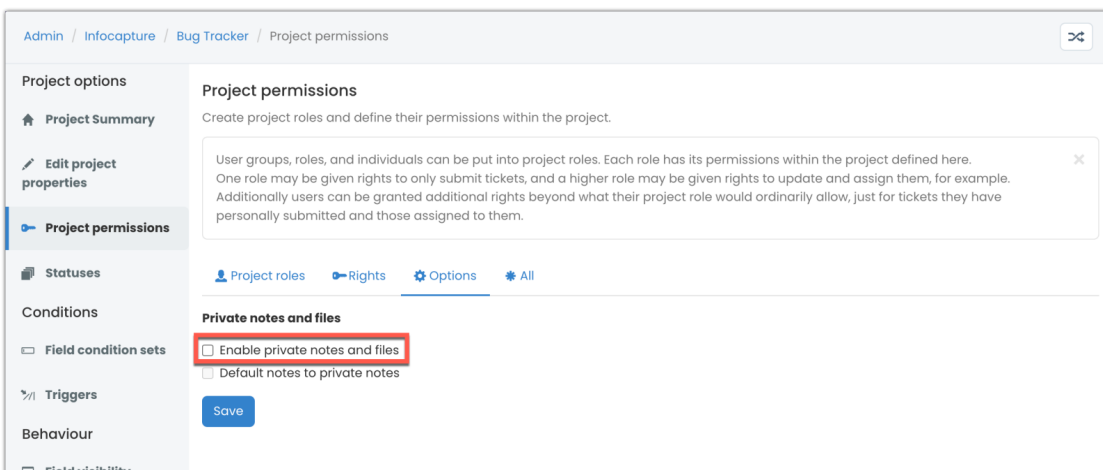 Admin / Infocapture / Bug Tracker / Project permissions
Project options
Project Summary
Edit project
properties
Project permissions
Statuses
Conditions
Field condition sets
Triggers
Behaviour
Field visibility
Project permissions
Create project roles and define their permissions within the project.
User groups, roles, and individuals can be put into project roles. Each role has its permissions within the project defined here.
One role may be given rights to only submit tickets, and a higher role may be given rights to update and assign them, for example.
Additionally users can be granted additional rights beyond what their project role would ordinarily allow, just for tickets they have
personally submitted and those assigned to them.
Project roles Rights Options All
Private notes and files
Enable private notes and files
Default notes to private notes
Save